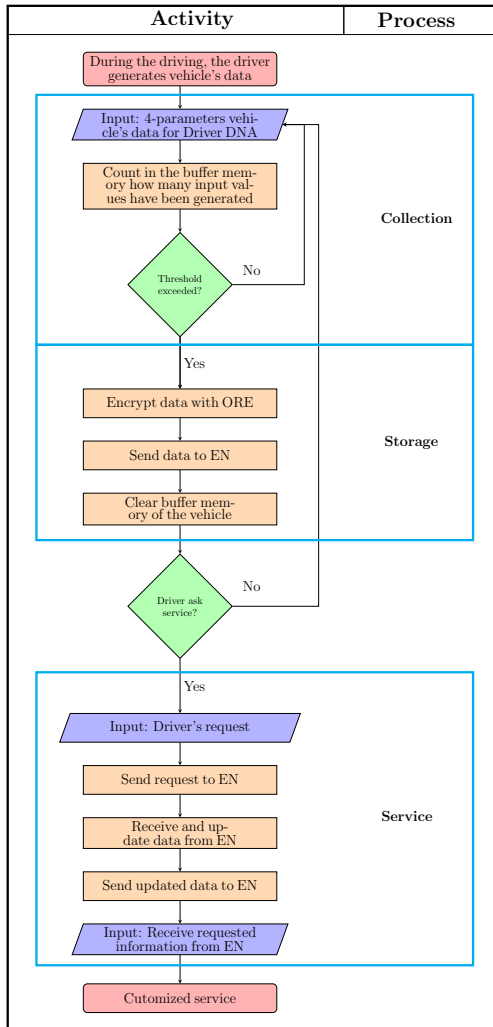 Activity
Process
During the driving, the driver
generates vehicle's data
Input: 4-parameters vehi-
cle's data for Driver DNA
Count in the buffer mem-
ory how many input val-
ues have been generated
Collection
Threshold
exceeded?
No
Yes
Encrypt data with ORE
Storage
Send data to EN
Clear buffer mem-
ory of the vehicle
Driver ask
service?
No
Yes
Input: Driver's request
Send request to EN
Service
Receive and up-
date data from EN
Send updated data to EN
Input: Receive requested
information from EN
Cutomized service